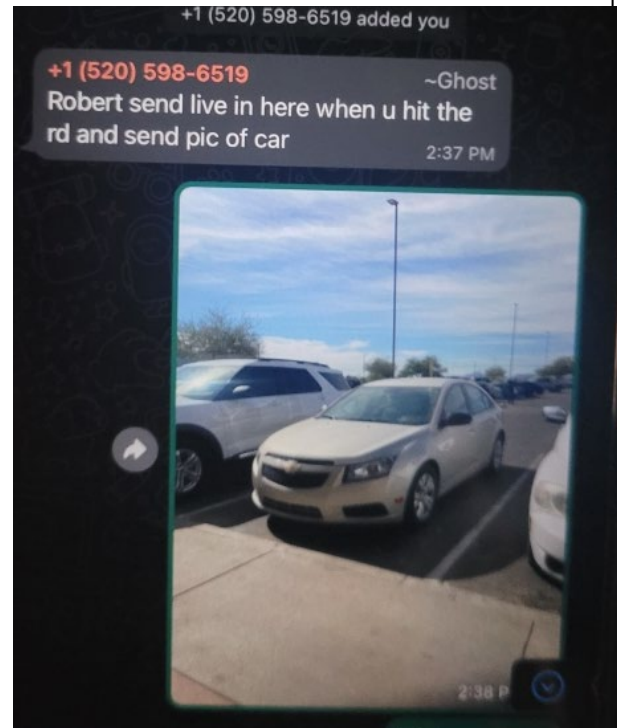 +1 (520) 598-6519 added you
+1 (520) 598-6519
~Ghost
Robert send live in here when u hit the
rd and send pic of car
2:37 PM
2:38 P